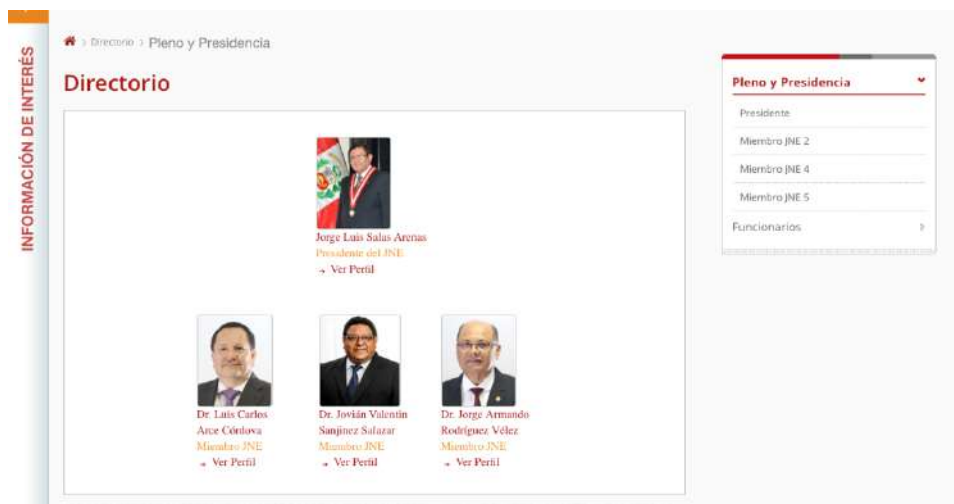 INFORMACIÓN DE INTERÉS
> Directorio > Pleno y Presidencia
Directorio
Jorge Luis Salas Arenas
Presidente del JNE
→ Ver Perfil
Dr. Luis Carlos
Arce Córdova
Miembro JNE
→ Ver Perfil
Dr. Jovián Valentín
Sanjinez Salazar
Miembro JNE
→ Ver Perfil
Dr. Jorge Armando
Rodríguez Vélez
Miembro JNE
→ Ver Perfil
Pleno y Presidencia
Presidente
Miembro JNE 2
Miembro JNE 4
Miembro JNE 5
Funcionarios